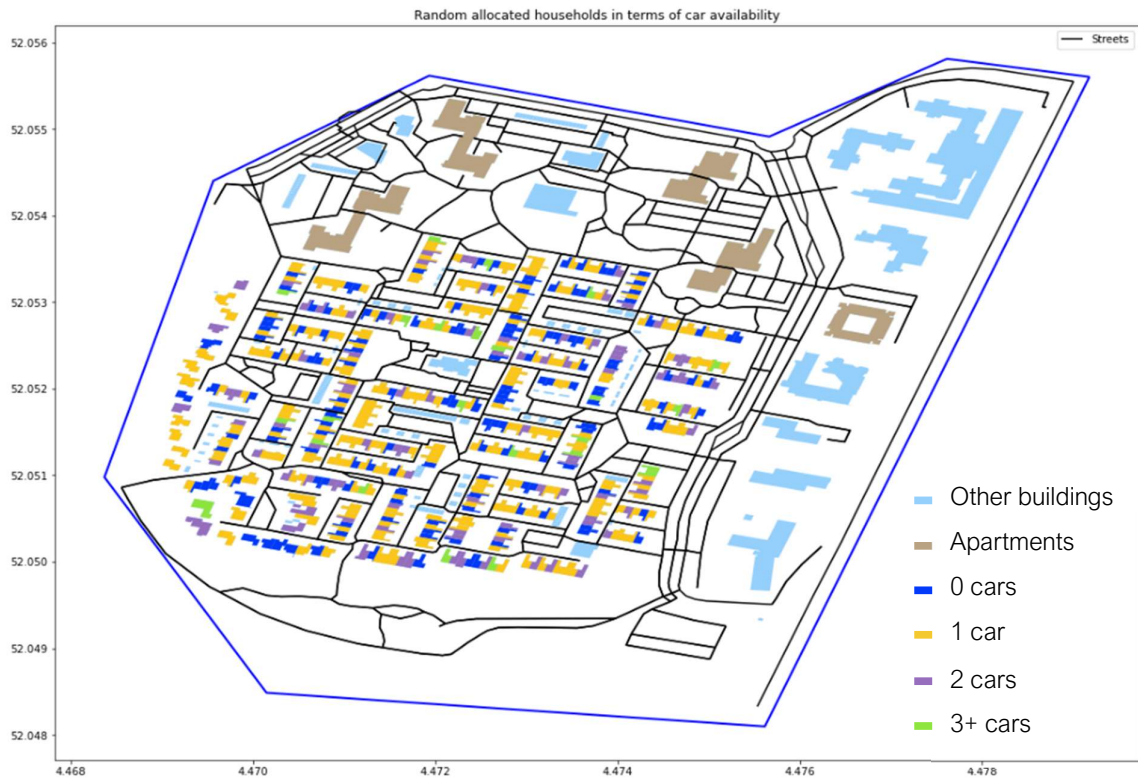 Random allocated households in terms of car availability
Streets
52.056
52.055
52.054
52.053
52.052
52.051
52.050
52.049
52.048
4.468
4.470
4.472
4.474
4.476
4.478
Other buildings
Apartments
0 cars
1 car
2 cars
3+ cars